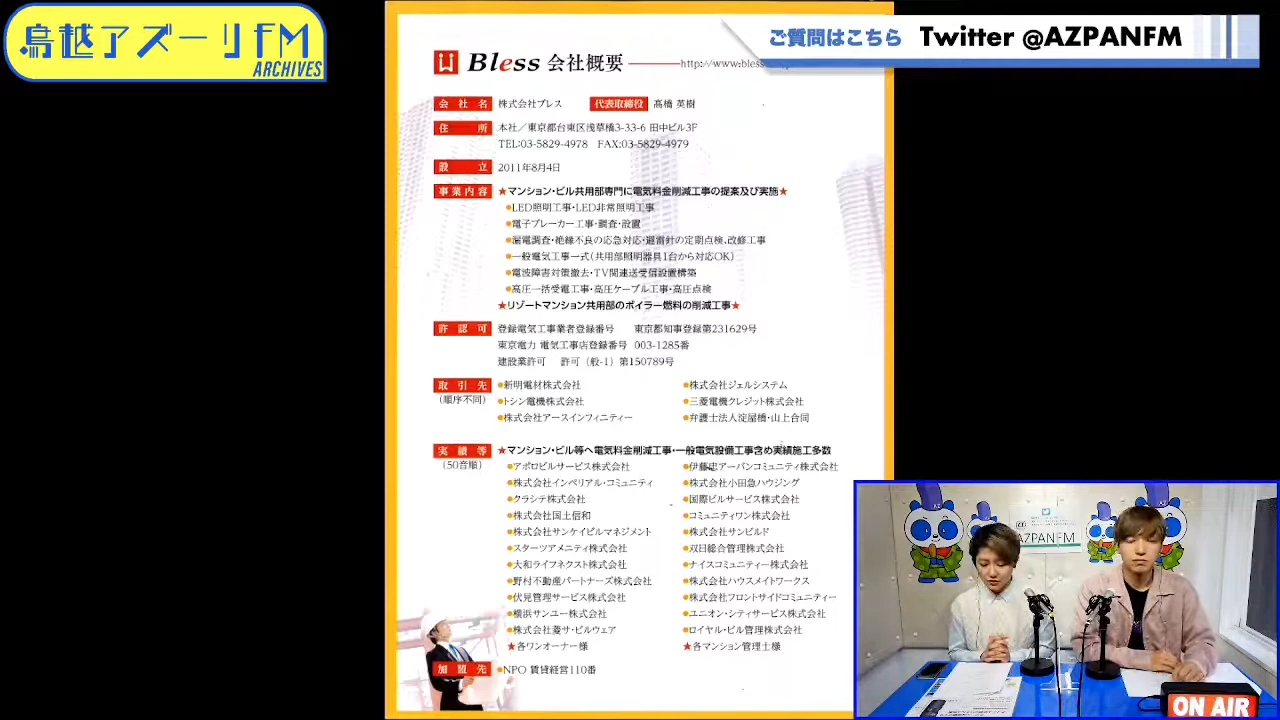 鳥越アズーリFM
ARCHIVES
ご質問はこちら Twitter @AZPANFM
Bless 会社概要 http://www.bless
会社名 株式会社ブレス 代表取締役 髙橋 英樹
住所 本社／東京都台東区浅草橋3-33-6 田中ビル3F
TEL:03-5829-4978 FAX:03-5829-4979
設立 2011年8月4日
事業内容 ★マンション・ビル共用部専門に電気料金削減工事の提案及び実施★
●LED照明工事・LED非常照明工事
●電子ブレーカー工事・調査・設置
●漏電調査・絶縁不良の応急対応・避雷針の定期点検、改修工事
●一般電気工事一式（共用部照明器具1台から対応OK）
●電波障害対策撤去・TV関連送受信設置構築
●高圧一括受電工事・高圧ケーブル工事・高圧点検
★リゾートマンション共用部のボイラー燃料の削減工事★
許認可 登録電気工事業者登録番号 東京都知事登録第231629号
東京電力 電気工事店登録番号 003-1285番
建設業許可 許可（般-1）第150789号
取引先 ●新明電材株式会社 ●株式会社ジェルシステム
（順序不同） ●トシン電機株式会社 ●三菱電機クレジット株式会社
●株式会社アースインフィニティー ●弁護士法人淀屋橋・山上合同
実績等 ★マンション・ビル等へ電気料金削減工事・一般電気設備工事含め実績施工多数
（50音順） ●アポロビルサービス株式会社 ●伊藤忠アーバンコミュニティ株式会社
●株式会社インペリアル・コミュニティ ●株式会社小田急ハウジング
●クラシテ株式会社 ●国際ビルサービス株式会社
●株式会社国土信和 ●コミュニティワン株式会社
●株式会社サンケイビルマネジメント ●株式会社サンビルド
●スターツアメニティ株式会社 ●双日総合管理株式会社
●大和ライフネクスト株式会社 ●ナイスコミュニティー株式会社
●野村不動産パートナーズ株式会社 ●株式会社ハウスメイトワークス
●伏見管理サービス株式会社 ●株式会社フロントサイドコミュニティー
●横浜サンユー株式会社 ●ユニオン・シティサービス株式会社
●株式会社菱サ・ビルウェア ●ロイヤル・ビル管理株式会社
★各ワンオーナー様 ★各マンション管理士様
加盟先 ●NPO 賃貸経営110番
@AZPANFM
ON AIR